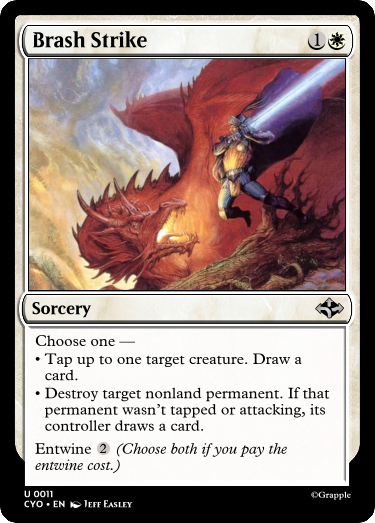 Brash Strike 1
Sorcery
Choose one —
• Tap up to one target creature. Draw a
card.
• Destroy target nonland permanent. If that
permanent wasn't tapped or attacking, its
controller draws a card.
Entwine 2 (Choose both if you pay the
entwine cost.)
U 0011
CYO • EN Jeff Easley
©Grapple